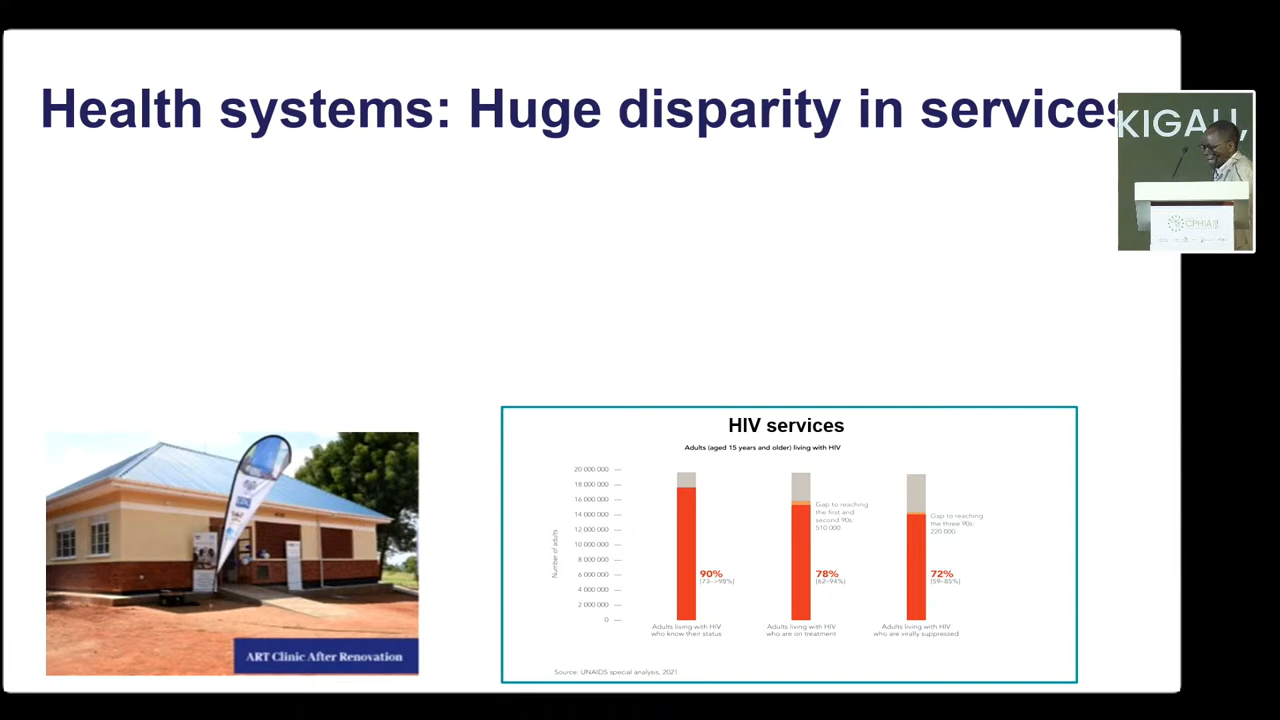 Health systems: Huge disparity in services
KIGALI,
CPHIA
HIV services
Adults (aged 15 years and older) living with HIV
20 000 000
18 000 000
16 000 000
14 000 000
12 000 000
10 000 000
8 000 000
6 000 000
4 000 000
2 000 000
0
Number of adults
Gap to reaching
the first and
second 90s:
510 000
Gap to reaching
the three 90s:
220 000
90%
[73–>98%]
78%
[62–94%]
72%
[59–85%]
Adults living with HIV
who know their status
Adults living with HIV
who are on treatment
Adults living with HIV
who are virally suppressed
Source: UNAIDS special analysis, 2021.
ART Clinic After Renovation